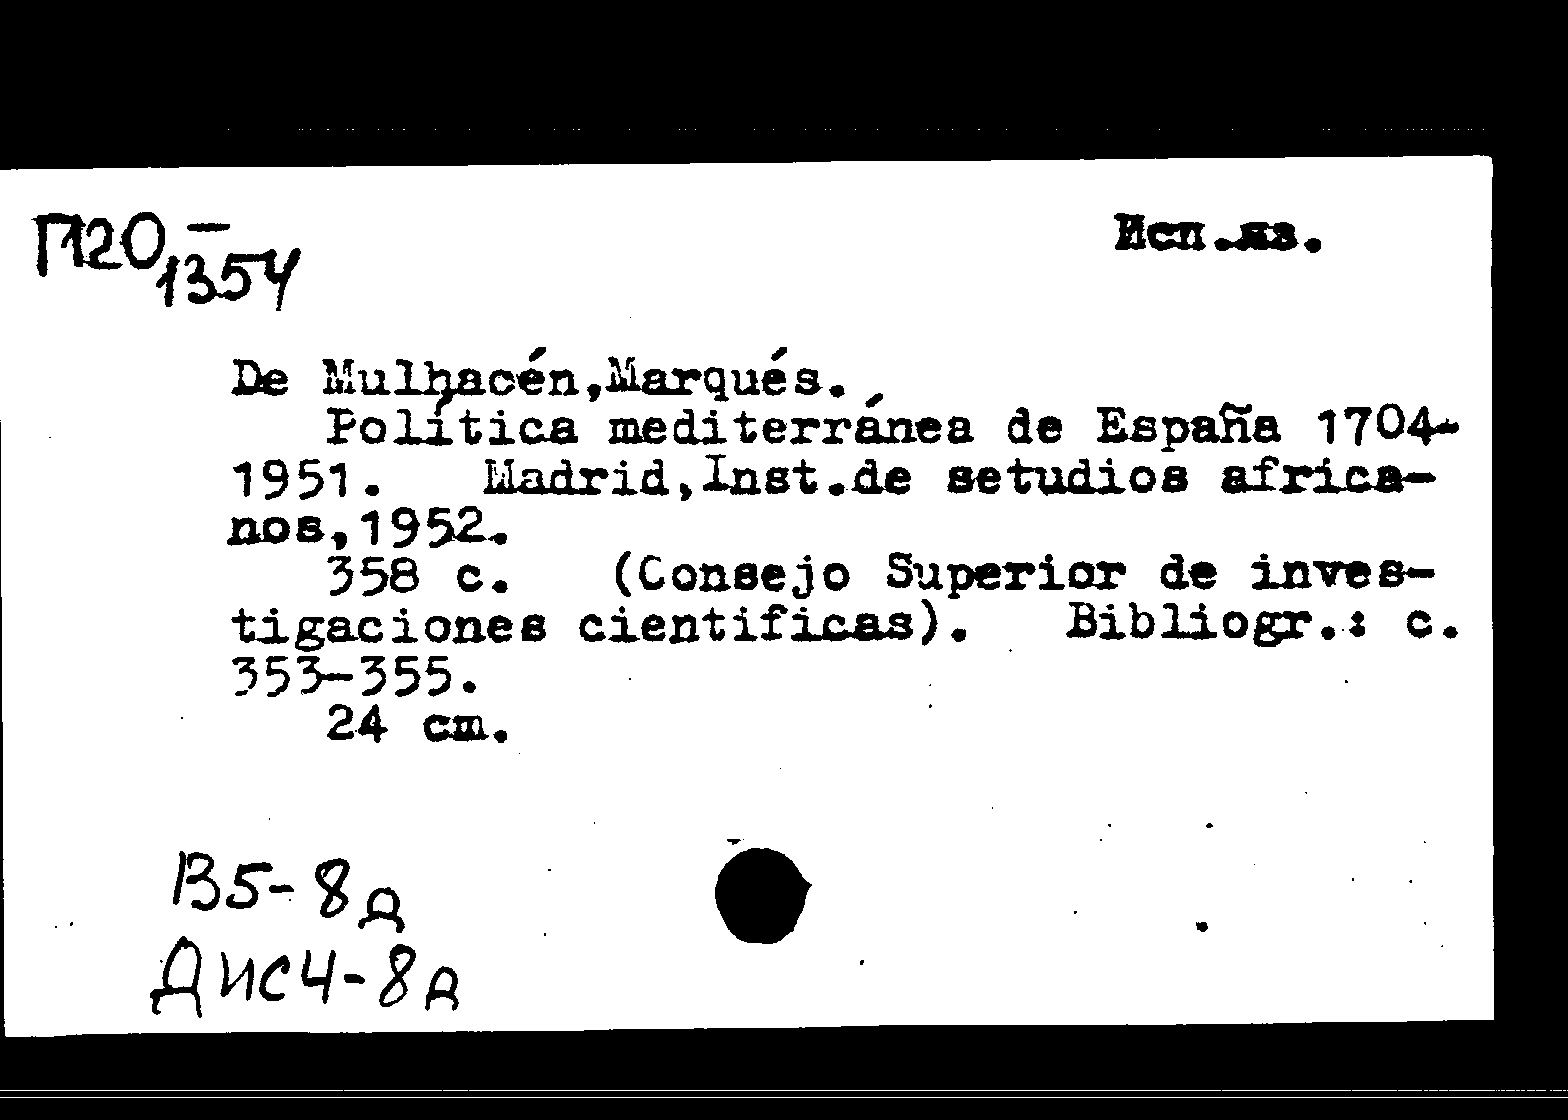 П20-
1354
Исп.яз.
De Mulhacén,Marqués.
Política mediterránea de España 1704-
1951. Madrid,Inst.de setudios africa-
nos,1952.
358 c. (Consejo Superior de inves-
tigaciones cientificas). Bibliogr.: c.
353-355.
24 cm.
В5-8д
ДИС4-8д